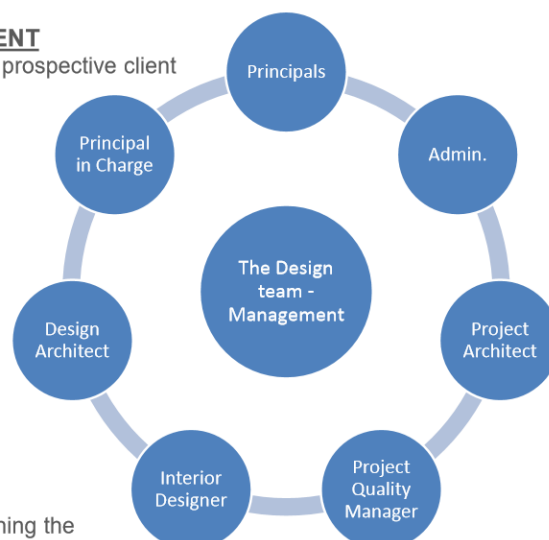 ENT
prospective client
Principals
Principal
in Charge
Admin.
The Design
team -
Management
Design
Architect
Project
Architect
Interior
Designer
Project
Quality
Manager
ning the